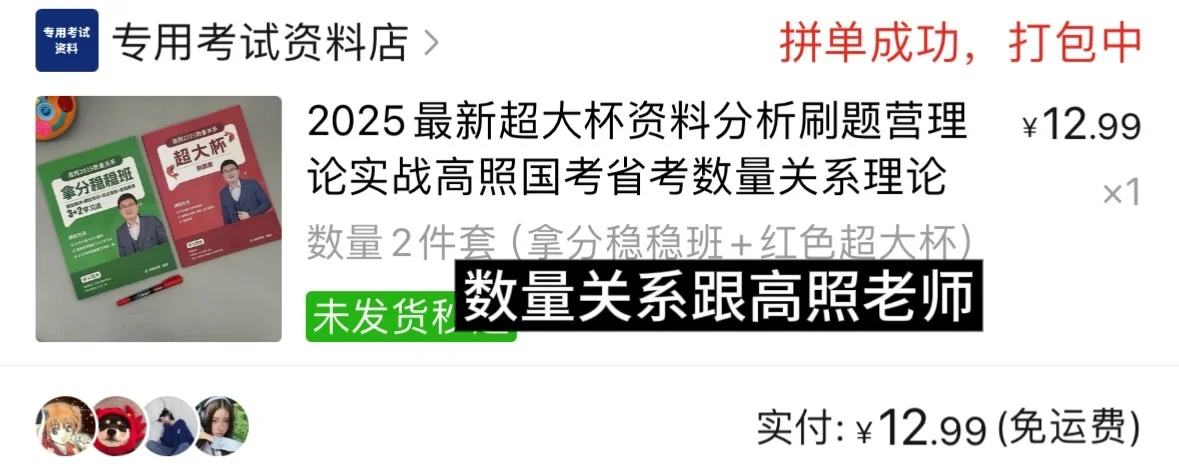 专用考试
资料
专用考试资料店
拼单成功，打包中
2025最新超大杯资料分析刷题营理
论实战高照国考省考数量关系理论
¥12.99
×1
数量2件套（拿分稳稳班+红色超大杯）
未发货秒
数量关系跟高照老师
高照2025数量关系
拿分稳稳班
3+2学习法
高照2025数量关系
超大杯
刷题营
实付: ¥12.99 (免运费)